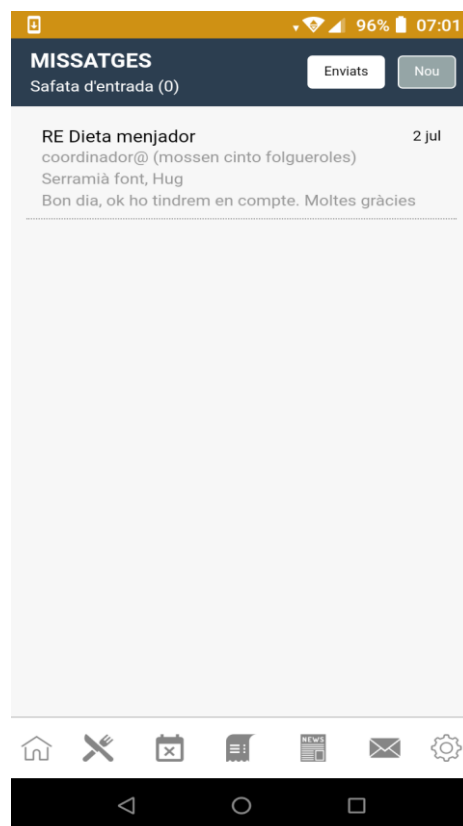 96% 07:01
MISSATGES
Safata d'entrada (0)
Enviats
Nou
RE Dieta menjador 2 jul
coordinador@ (mossen cinto folgueroles)
Serramià font, Hug
Bon dia, ok ho tindrem en compte. Moltes gràcies
NEWS